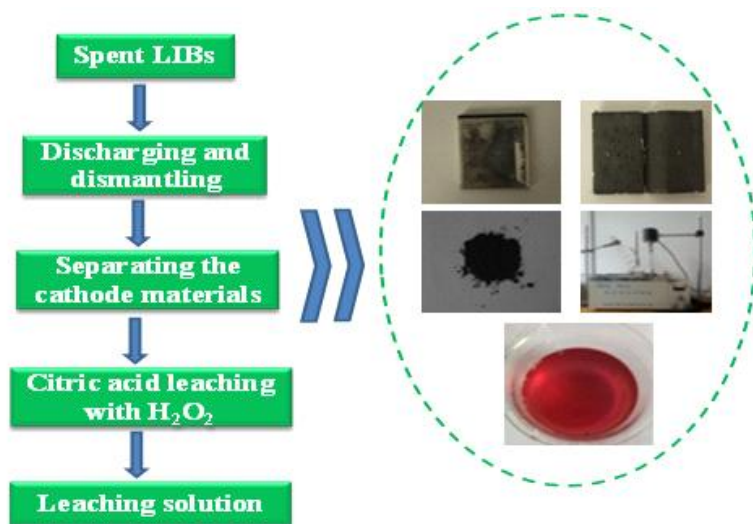 Spent LIBs
Discharging and
dismantling
Separating the
cathode materials
Citric acid leaching
with H₂O₂
Leaching solution